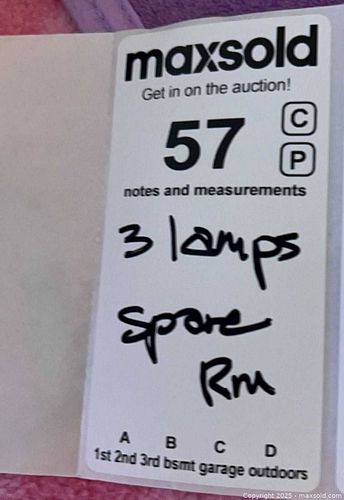 maxsold
Get in on the auction!
57
C
P
notes and measurements
3 lamps
Spare
Rm
A B C D
1st 2nd 3rd bsmt garage outdoors
Copyright 2025 - maxsold.com